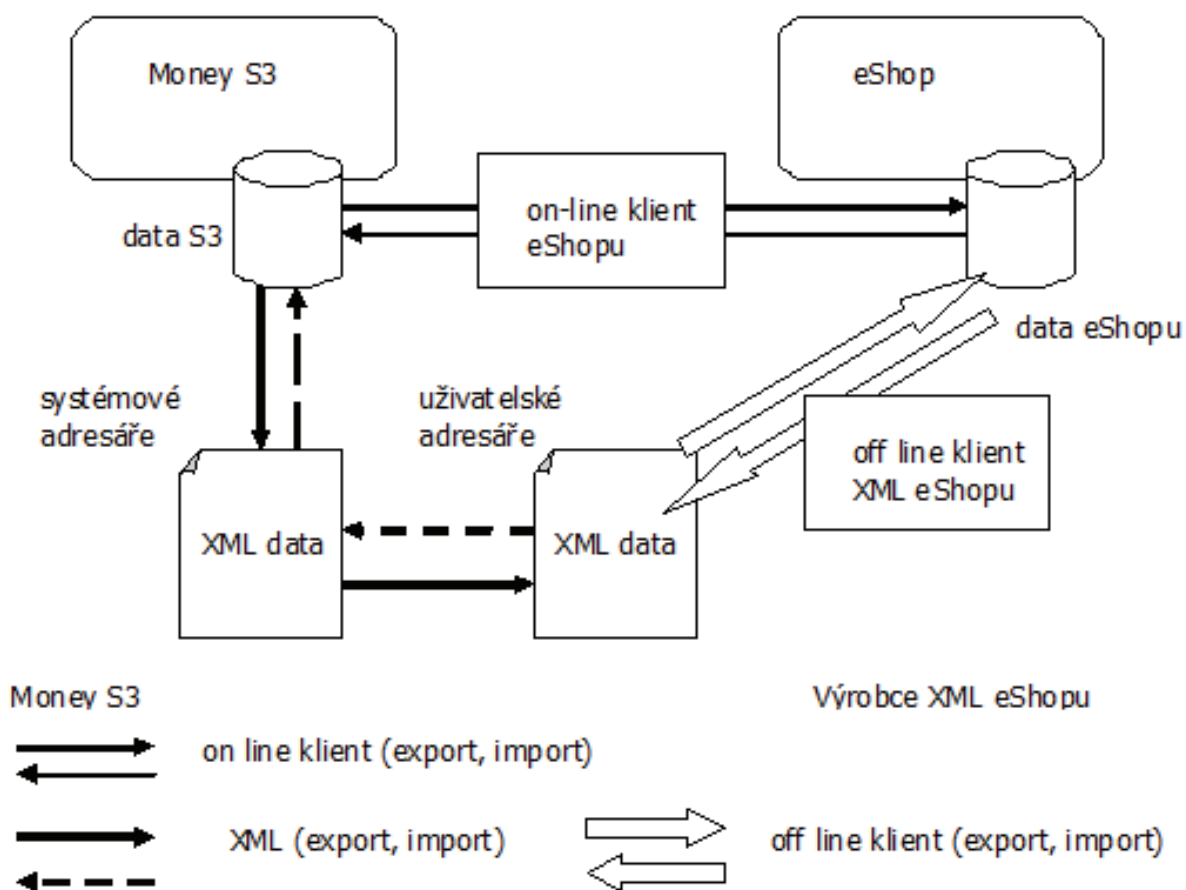 Money S3
eShop
on-line klient
eShopu
data S3
data eShopu
systémové
adresáře
uživatelské
adresáře
off line klient
XML eShopu
XML data
XML data
Money S3
Výrobce XML eShopu
on line klient (export, import)
XML (export, import)
off line klient (export, import)